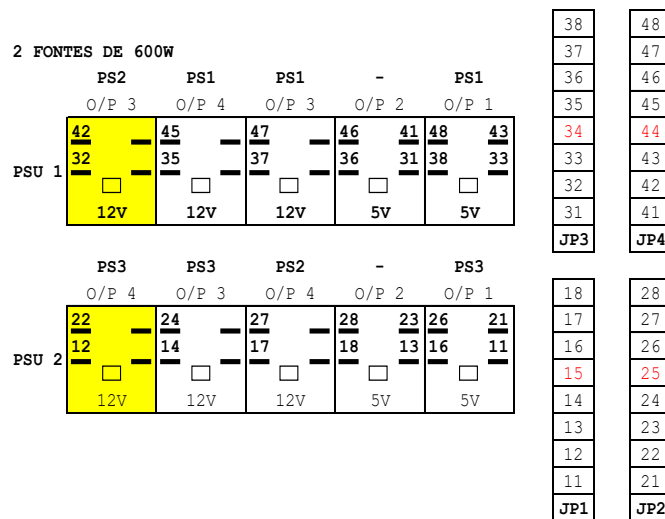 2 FONTES DE 600W
PS2 PS1 PS1 - PS1
O/P 3 O/P 4 O/P 3 O/P 2 O/P 1
42 45 47 46 41 48 43
32 35 37 36 31 38 33
PSU 1
12V 12V 12V 5V 5V
PS3 PS3 PS2 - PS3
O/P 4 O/P 3 O/P 4 O/P 2 O/P 1
22 24 27 28 23 26 21
12 14 17 18 13 16 11
PSU 2
12V 12V 12V 5V 5V
38 48
37 47
36 46
35 45
34 44
33 43
32 42
31 41
JP3 JP4
18 28
17 27
16 26
15 25
14 24
13 23
12 22
11 21
JP1 JP2